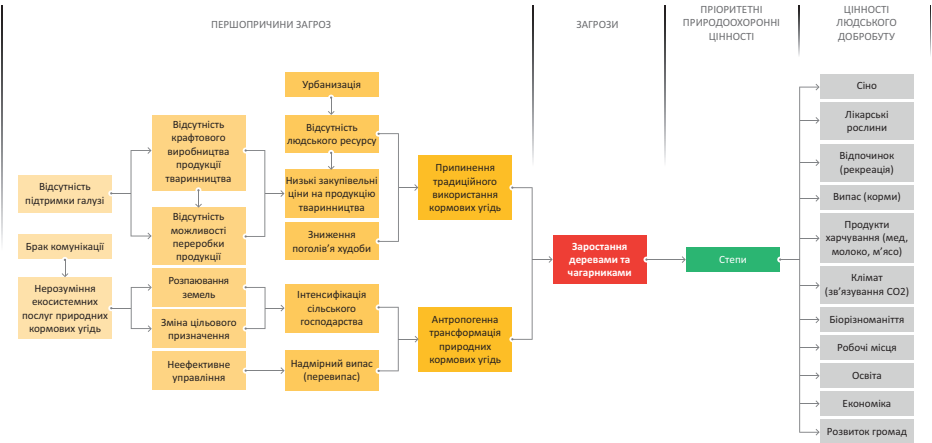 ПЕРШОПРИЧИНИ ЗАГРОЗ
ЗАГРОЗИ
ПРІОРИТЕТНІ
ПРИРОДООХОРОННІ
ЦІННОСТІ
ЦІННОСТІ
ЛЮДСЬКОГО
ДОБРОБУТУ
Відсутність
підтримки галузі
Брак комунікації
Нерозуміння
екосистемних
послуг природних
кормових угідь
Відсутність
крафтового
виробництва
продукції
тваринництва
Відсутність
можливості
переробки
продукції
Розпаювання
земель
Зміна цільового
призначення
Неефективне
управління
Урбанизація
Відсутність
людського ресурсу
Низькі закупівельні
ціни на продукцію
тваринництва
Зниження
поголів’я худоби
Інтенсифікація
сільського
господарства
Надмірний випас
(перевипас)
Припинення
традиційного
використання
кормових угідь
Антропогенна
трансформація
природних
кормових угідь
Заростання
деревами та
чагарниками
Степи
Сіно
Лікарські
рослини
Відпочинок
(рекреація)
Випас (корми)
Продукти
харчування (мед,
молоко, м’ясо)
Клімат
(зв’язування СО2)
Біорізноманіття
Робочі місця
Освіта
Економіка
Розвиток громад